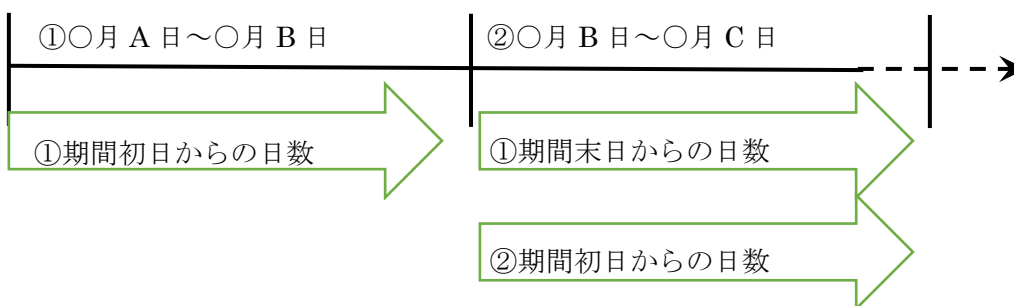 ①○月 A 日～○月 B 日
②○月 B 日～○月 C 日
①期間初日からの日数
①期間末日からの日数
②期間初日からの日数